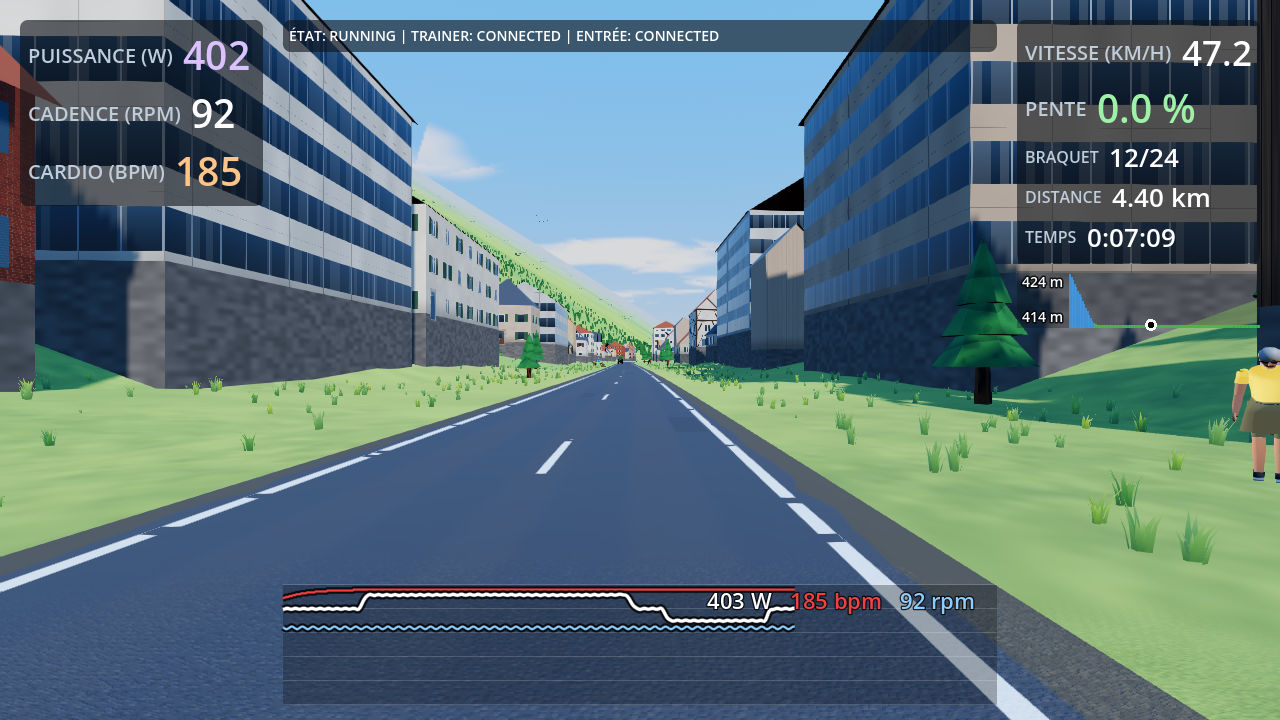 PUISSANCE (W) 402
CADENCE (RPM) 92
CARDIO (BPM) 185
ÉTAT: RUNNING | TRAINER: CONNECTED | ENTRÉE: CONNECTED
VITESSE (KM/H) 47.2
PENTE 0.0 %
BRAQUET 12/24
DISTANCE 4.40 km
TEMPS 0:07:09
424 m
414 m
403 W 185 bpm 92 rpm